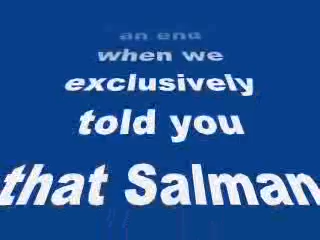 an end
when we
exclusively
told you
that Salman